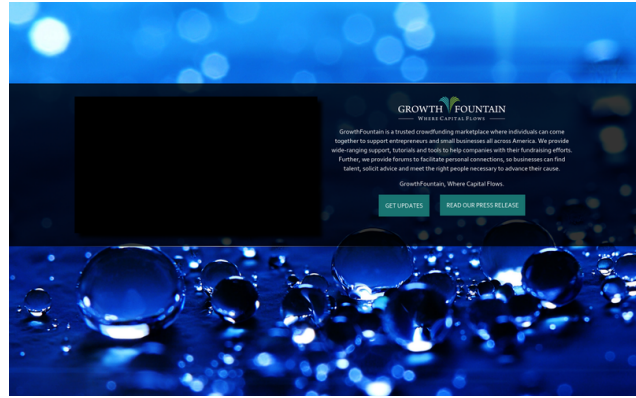 GROWTH FOUNTAIN
WHERE CAPITAL FLOWS
GrowthFountain is a trusted crowdfunding marketplace where individuals can come
together to support entrepreneurs and small businesses all across America. We provide
wide-ranging support, tutorials and tools to help companies with their fundraising efforts.
Further, we provide forums to facilitate personal connections, so businesses can find
talent, solicit advice and meet the right people necessary to advance their cause.
GrowthFountain, Where Capital Flows.
GET UPDATES
READ OUR PRESS RELEASE